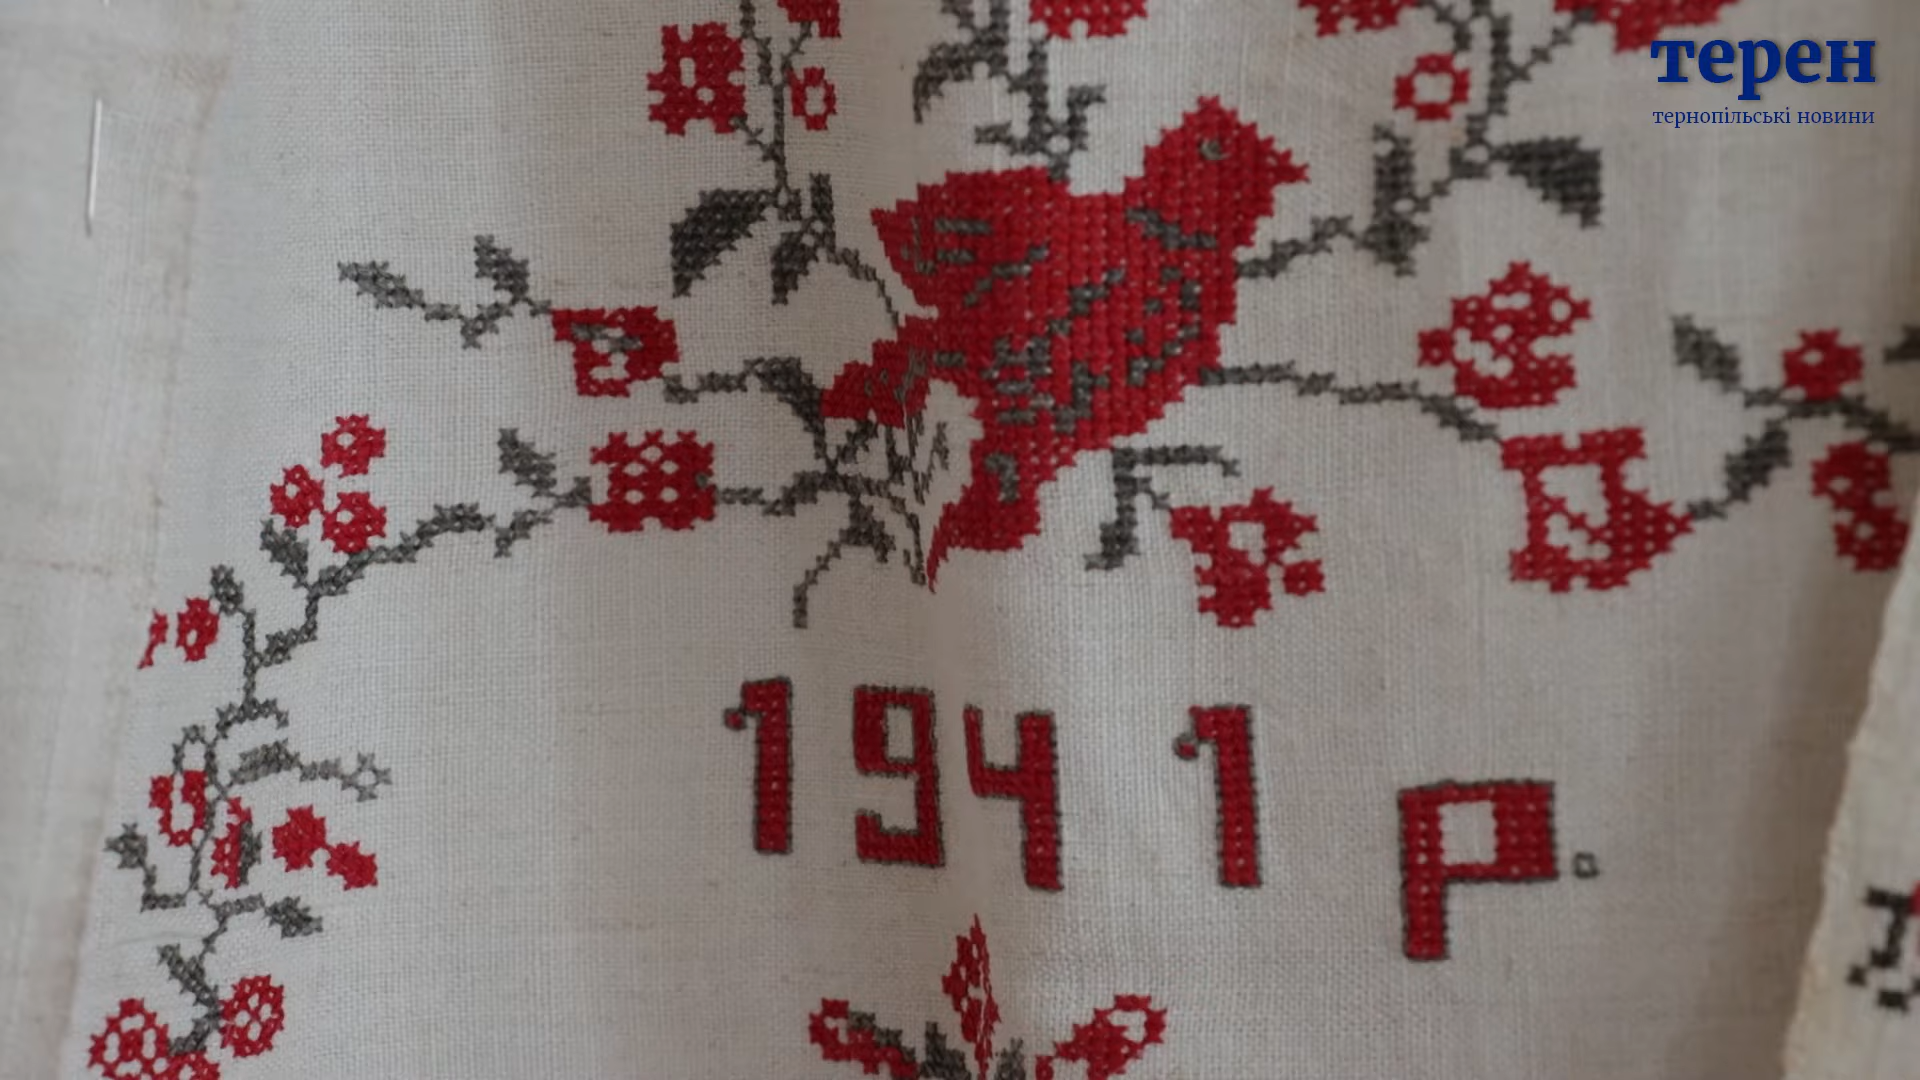 терен
тернопільські новини
1941 р.